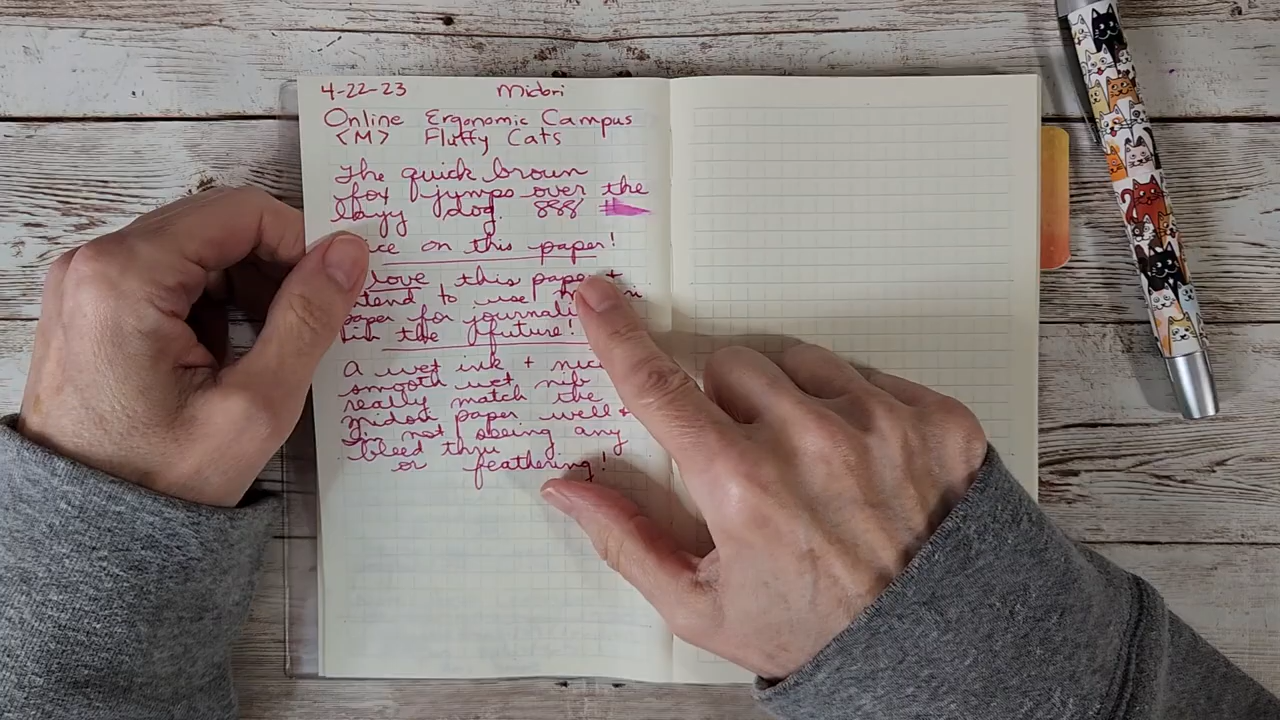 4-22-23 Midori
Online Ergonomic Campus
<M> Fluffy Cats
The quick brown
fox jumps over the
lazy dog. 888
on this paper!
love this paper +
to use
paper for
in the future!
A wet ink +
smooth wet nib
really match the
midori paper well +
I'm not seeing any
bleed thru
or feathering!